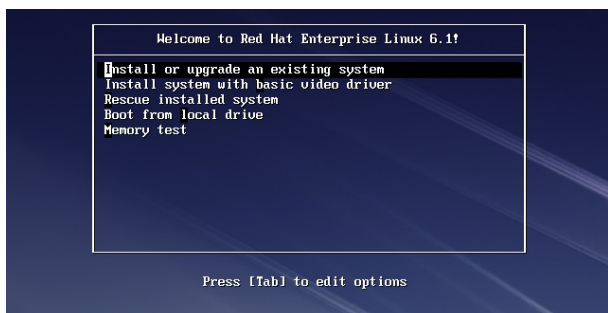 Welcome to Red Hat Enterprise Linux 6.1!
Install or upgrade an existing system
Install system with basic video driver
Rescue installed system
Boot from local drive
Memory test
Press [Tab] to edit options